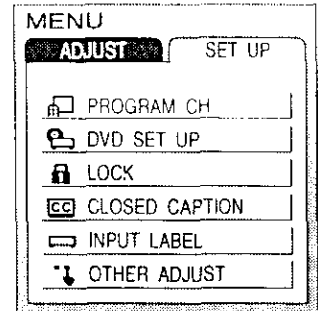 MENU
ADJUST SET UP
PROGRAM CH
DVD SET UP
LOCK
CC CLOSED CAPTION
INPUT LABEL
OTHER ADJUST